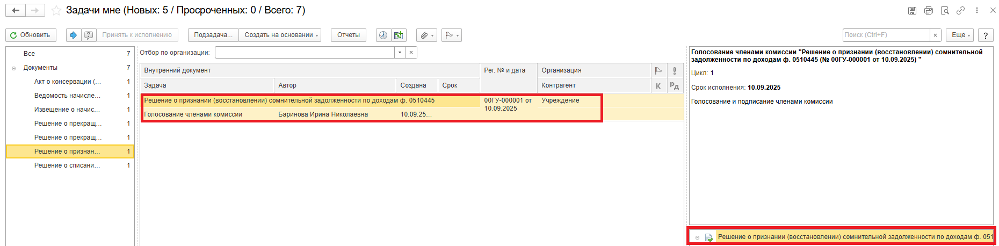 Задачи мне (Новых: 5 / Просроченных: 0 / Всего: 7)
Обновить
Принять к исполнению
Подзадача...
Создать на основании
Отчеты
Поиск (Ctrl+F)
×
Еще
?
Все 7
Документы 7
Акт о консервации (... 1
Ведомость начисле... 1
Извещение о начис... 1
Решение о прекращ... 1
Решение о прекращ... 1
Решение о признан... 1
Решение о списани... 1
Отбор по организации:
Внутренний документ Рег. № и дата Организация
Задача Автор Создана Срок Контрагент К Рд
Решение о признании (восстановлении) сомнительной задолженности по доходам ф. 0510445 00ГУ-000001 от Учреждение
10.09.2025
Голосование членами комиссии Баринова Ирина Николаевна 10.09.25...
Голосование членами комиссии "Решение о признании (восстановлении) сомнительной
задолженности по доходам ф. 0510445 (№ 00ГУ-000001 от 10.09.2025) "
Цикл: 1
Срок исполнения: 10.09.2025
Голосование и подписание членами комиссии
Решение о признании (восстановлении) сомнительной задолженности по доходам ф. 051